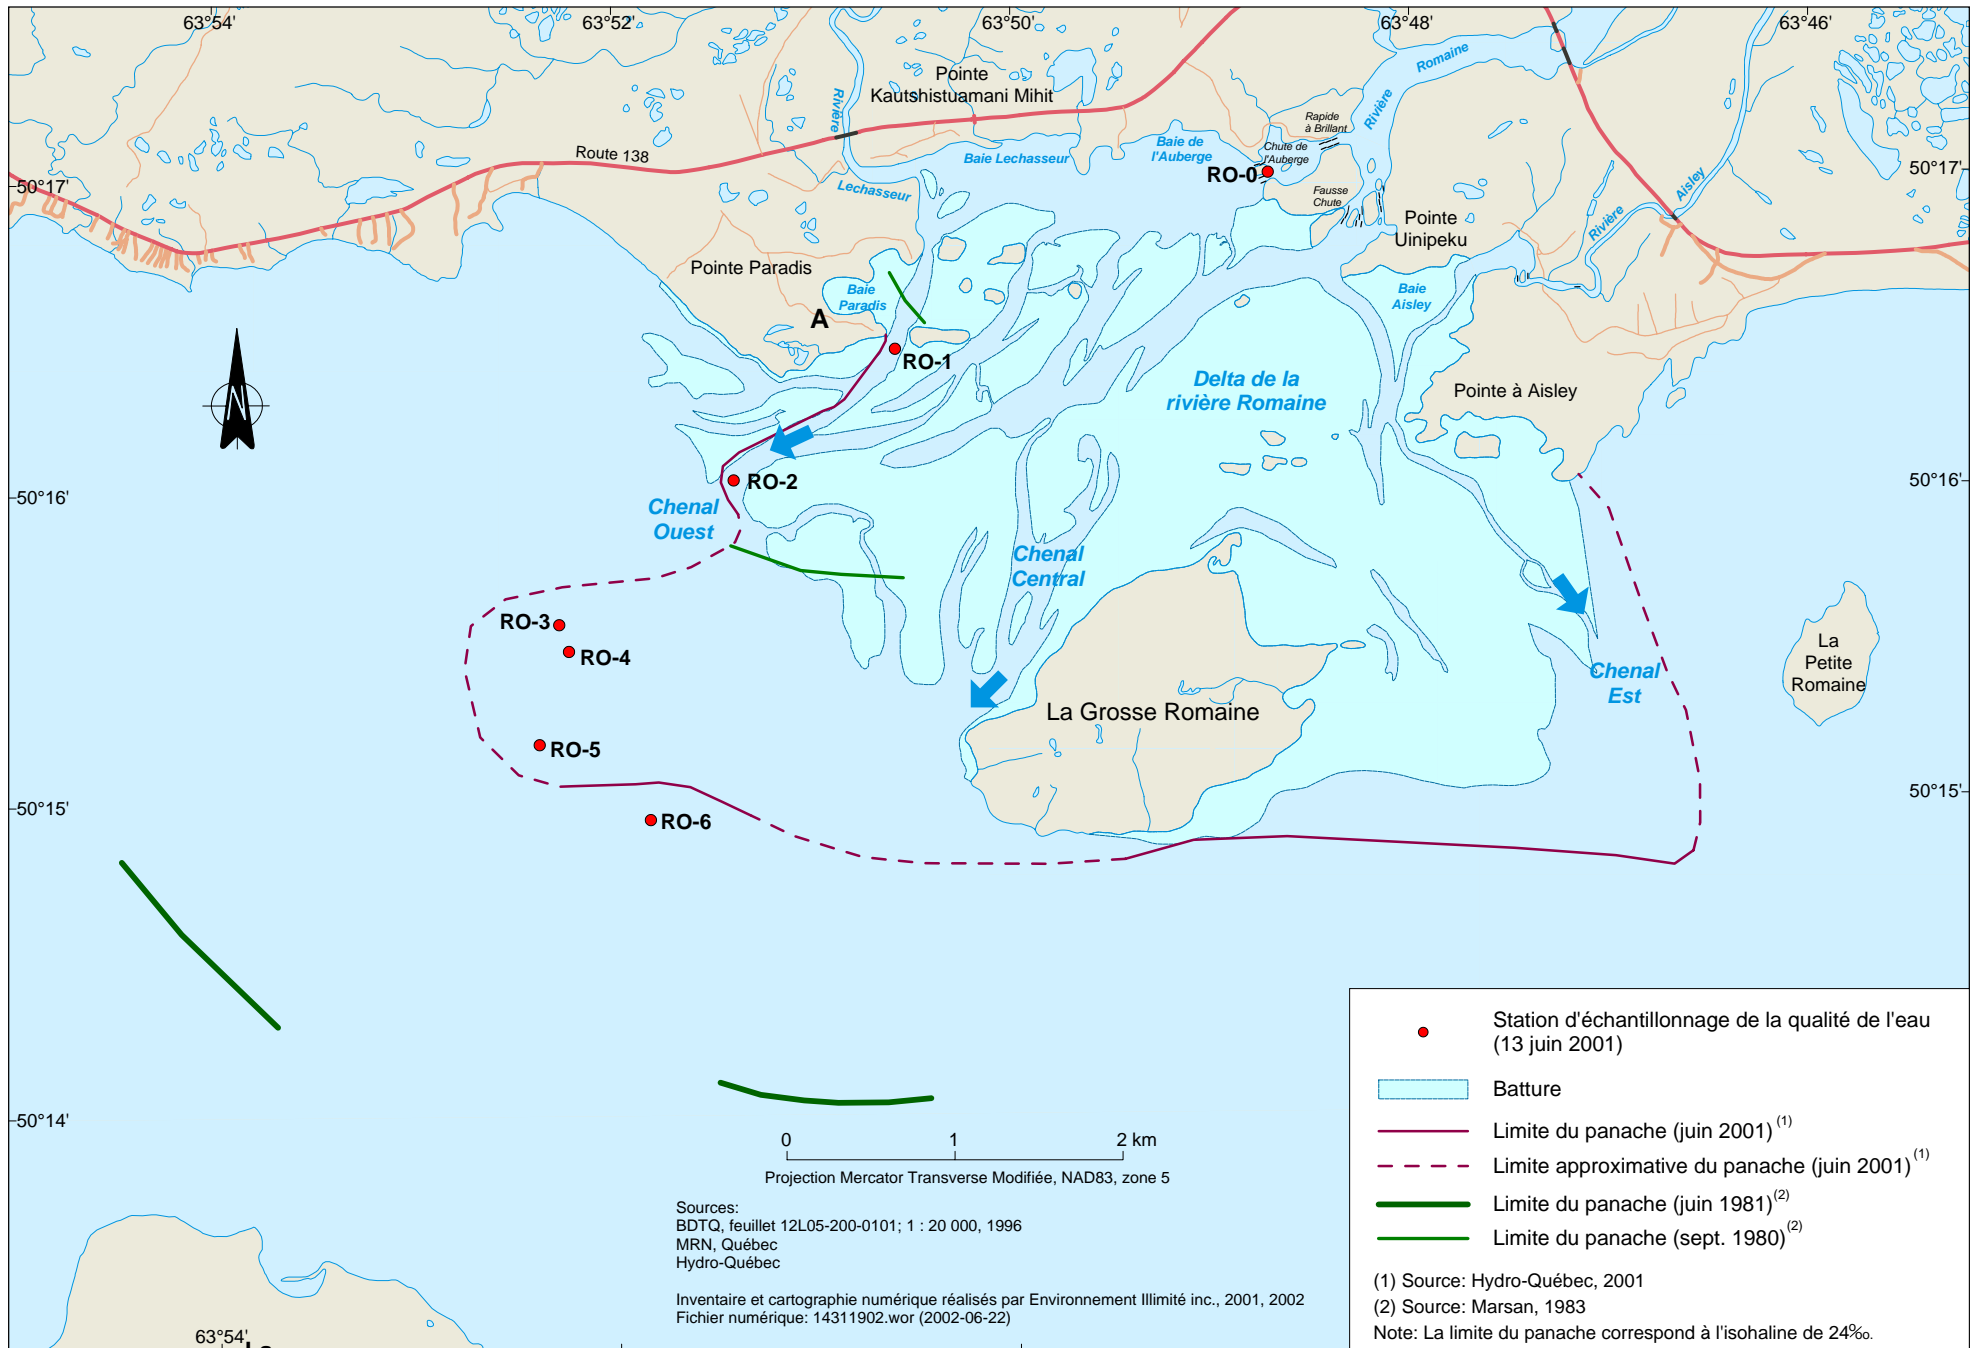 63°54'
63°52'
63°50'
63°48'
63°46'
Pointe
Kautshistuamani Mihit
Rivière
Romaine
Rivière
Rapide
à Brillant
Chute de
l'Auberge
Baie de
l'Auberge
Baie Lechasseur
Route 138
Lechasseur
RO-0
Fausse
Chute
50°17'
50°17'
Aisley
Rivière
Pointe
Uinipeku
Pointe Paradis
Baie
Paradis
Baie
Aisley
A
RO-1
Delta de la
rivière Romaine
Pointe à Aisley
N
RO-2
50°16'
50°16'
Chenal
Ouest
Chenal
Central
RO-3
RO-4
La
Petite
Romaine
Chenal
Est
La Grosse Romaine
RO-5
50°15'
50°15'
RO-6
50°14'
0 1 2 km
Projection Mercator Transverse Modifiée, NAD83, zone 5
Sources:
BDTQ, feuillet 12L05-200-0101; 1 : 20 000, 1996
MRN, Québec
Hydro-Québec
Inventaire et cartographie numérique réalisés par Environnement Illimité inc., 2001, 2002
Fichier numérique: 14311902.wor (2002-06-22)
63°54'
Station d'échantillonnage de la qualité de l'eau
(13 juin 2001)
Batture
Limite du panache (juin 2001) (1)
Limite approximative du panache (juin 2001) (1)
Limite du panache (juin 1981) (2)
Limite du panache (sept. 1980) (2)
(1) Source: Hydro-Québec, 2001
(2) Source: Marsan, 1983
Note: La limite du panache correspond à l'isohaline de 24‰.